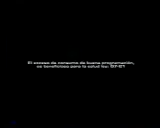 El exceso de consumo de buena programación,
es beneficioso para la salud